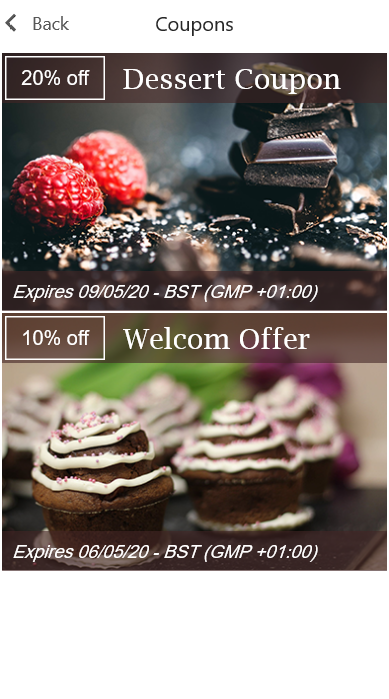 Back
Coupons
20% off
Dessert Coupon
Expires 09/05/20 - BST (GMP +01:00)
10% off
Welcom Offer
Expires 06/05/20 - BST (GMP +01:00)